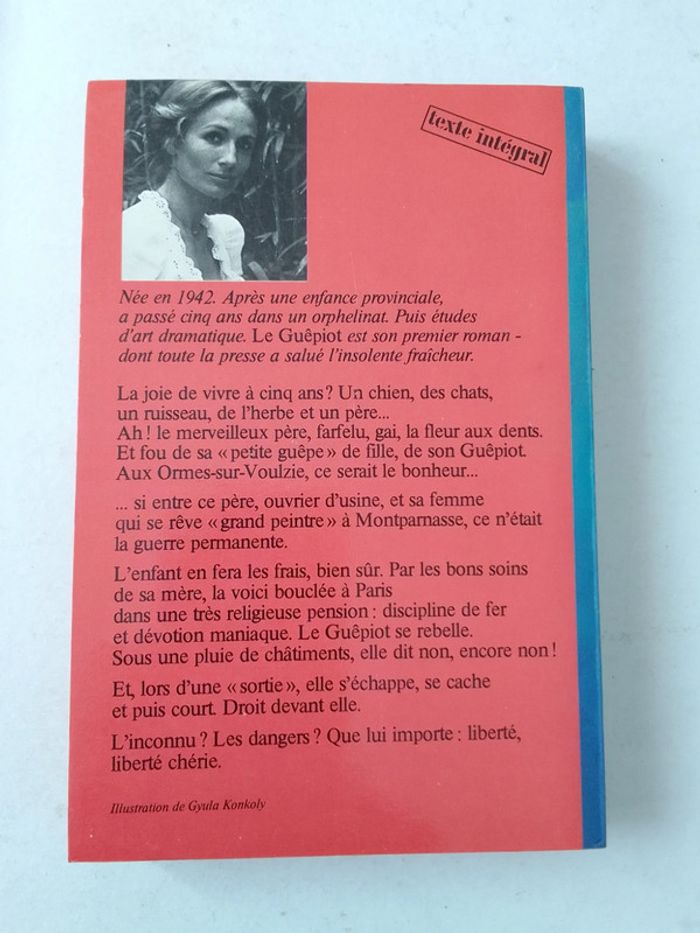 texte intégral
Née en 1942. Après une enfance provinciale,
a passé cinq ans dans un orphelinat. Puis études
d'art dramatique. Le Guêpiot est son premier roman -
dont toute la presse a salué l'insolente fraîcheur.
La joie de vivre à cinq ans ? Un chien, des chats,
un ruisseau, de l'herbe et un père...
Ah ! le merveilleux père, farfelu, gai, la fleur aux dents.
Et fou de sa « petite guêpe » de fille, de son Guêpiot.
Aux Ormes-sur-Voulzie, ce serait le bonheur...
... si entre ce père, ouvrier d'usine, et sa femme
qui se rêve « grand peintre » à Montparnasse, ce n'était
la guerre permanente.
L'enfant en fera les frais, bien sûr. Par les bons soins
de sa mère, la voici bouclée à Paris
dans une très religieuse pension : discipline de fer
et dévotion maniaque. Le Guêpiot se rebelle.
Sous une pluie de châtiments, elle dit non, encore non !
Et, lors d'une « sortie », elle s'échappe, se cache
et puis court. Droit devant elle.
L'inconnu ? Les dangers ? Que lui importe : liberté,
liberté chérie.
Illustration de Gyula Konkoly